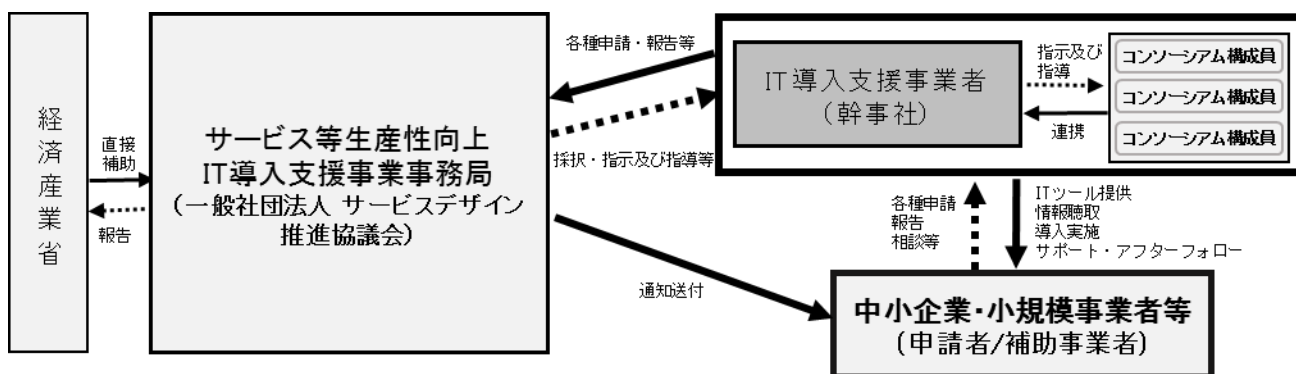 経済産業省
直接
補助
報告
サービス等生産性向上
IT導入支援事業事務局
(一般社団法人 サービスデザイン
推進協議会)
各種申請・報告等
採択・指示及び指導等
通知送付
IT導入支援事業者
(幹事社)
指示及び
指導
連携
コンソーシアム構成員
コンソーシアム構成員
コンソーシアム構成員
各種申請
報告
相談等
ITツール提供
情報聴取
導入実施
サポート・アフターフォロー
中小企業・小規模事業者等
(申請者/補助事業者)